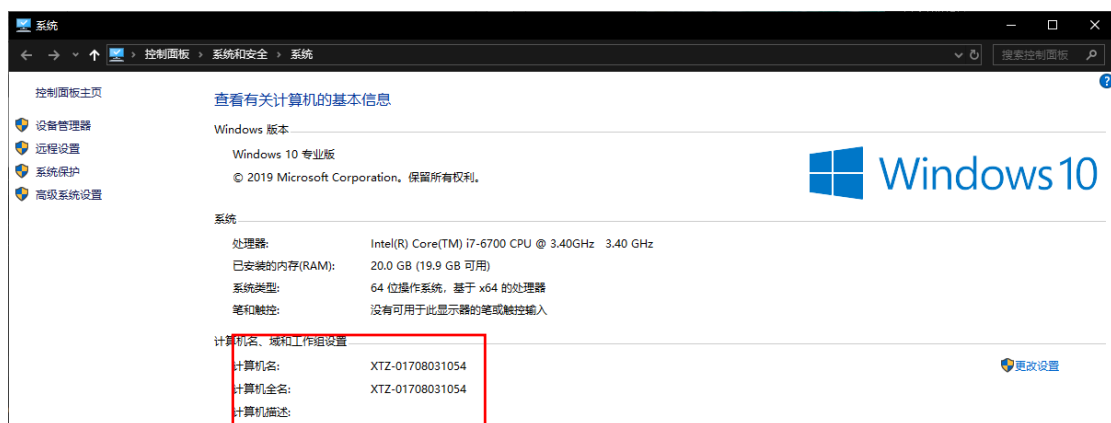 系统
控制面板 › 系统和安全 › 系统
搜索控制面板
控制面板主页
设备管理器
远程设置
系统保护
高级系统设置
?
查看有关计算机的基本信息
Windows 版本
Windows 10 专业版
© 2019 Microsoft Corporation。保留所有权利。
Windows 10
系统
处理器: Intel(R) Core(TM) i7-6700 CPU @ 3.40GHz 3.40 GHz
已安装的内存(RAM): 20.0 GB (19.9 GB 可用)
系统类型: 64 位操作系统, 基于 x64 的处理器
笔和触控: 没有可用于此显示器的笔或触控输入
计算机名、域和工作组设置
计算机名: XTZ-01708031054
更改设置
计算机全名: XTZ-01708031054
计算机描述: